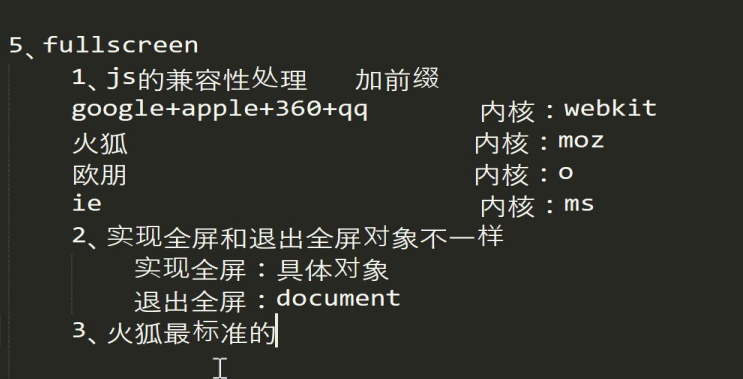 5、fullscreen
1、js的兼容性处理 加前缀
google+apple+360+qq 内核：webkit
火狐 内核：moz
欧朋 内核：o
ie 内核：ms
2、实现全屏和退出全屏对象不一样
实现全屏：具体对象
退出全屏：document
3、火狐最标准的